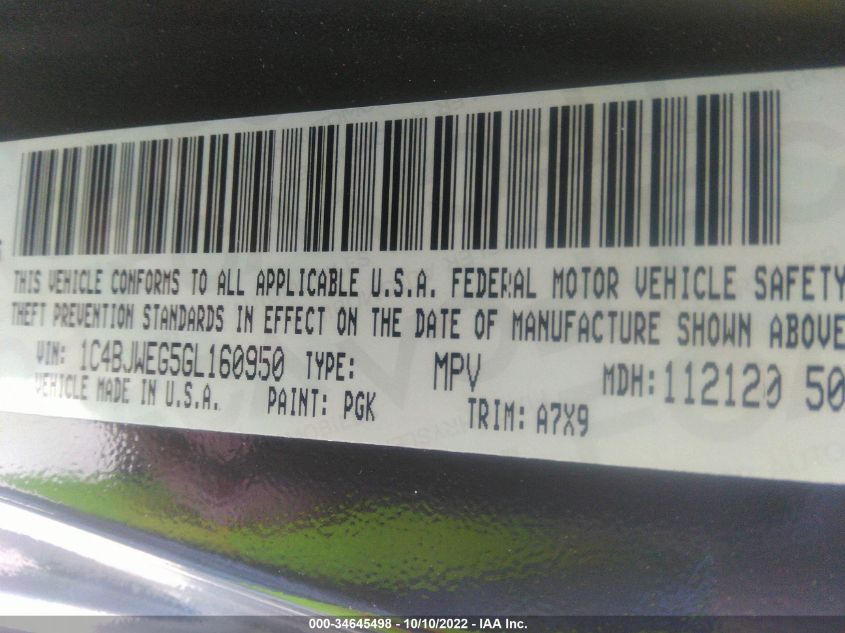 THIS VEHICLE CONFORMS TO ALL APPLICABLE U.S.A. FEDERAL MOTOR VEHICLE SAFETY
THEFT PREVENTION STANDARDS IN EFFECT ON THE DATE OF MANUFACTURE SHOWN ABOVE
VIN: 1C4BJWEG5GL160950 TYPE: MPV MDH: 112120 50
VEHICLE MADE IN U.S.A. PAINT: PGK TRIM: A7X9
000-34645498 - 10/10/2022 - IAA Inc.